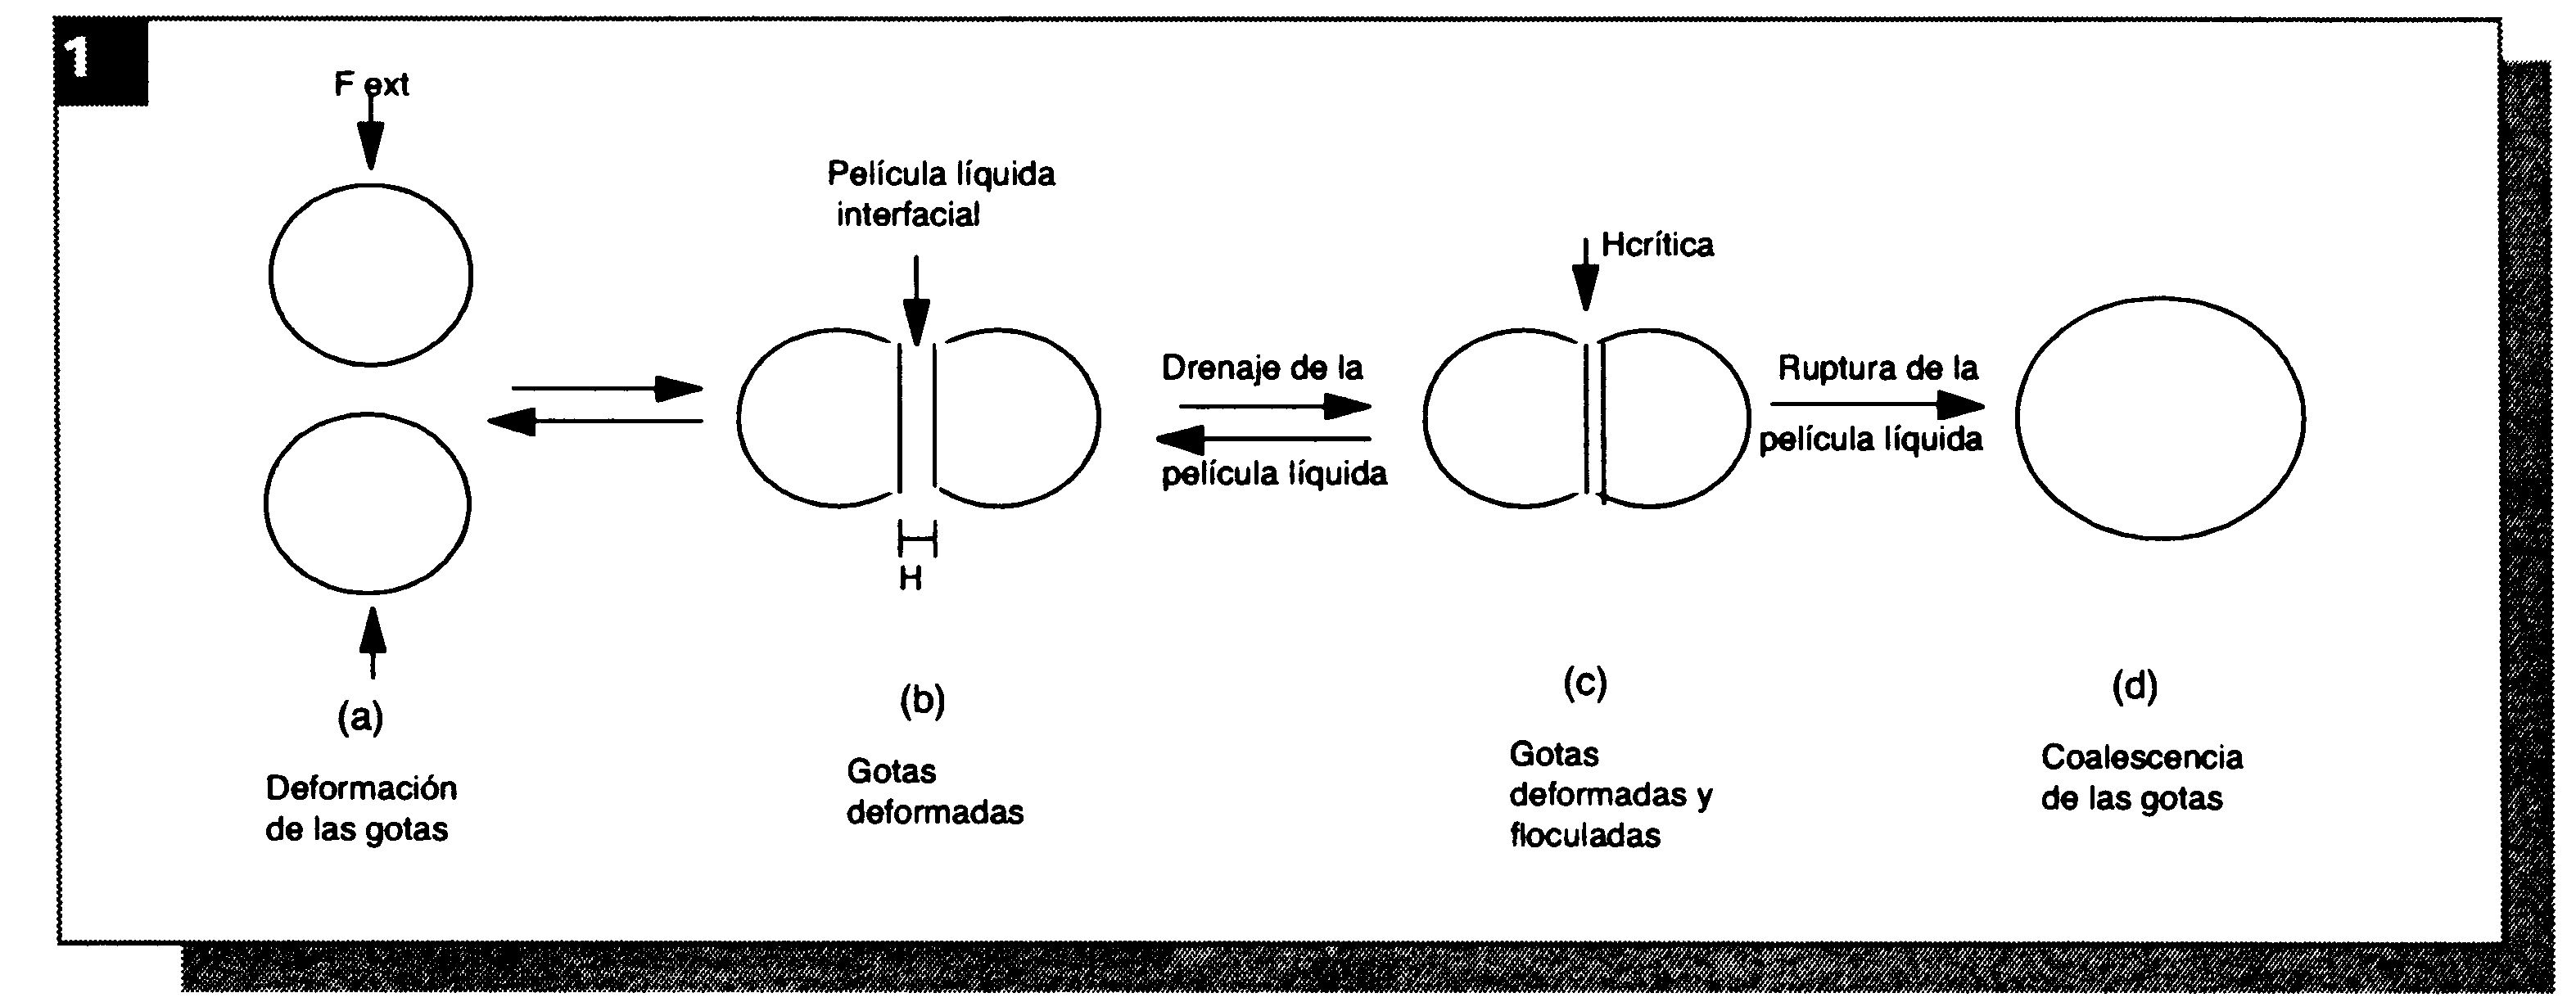 1
F ext
Película líquida
interfacial
H
Drenaje de la
película líquida
Hcrítica
Ruptura de la
película líquida
(a)
Deformación
de las gotas
(b)
Gotas
deformadas
(c)
Gotas
deformadas y
floculadas
(d)
Coalescencia
de las gotas